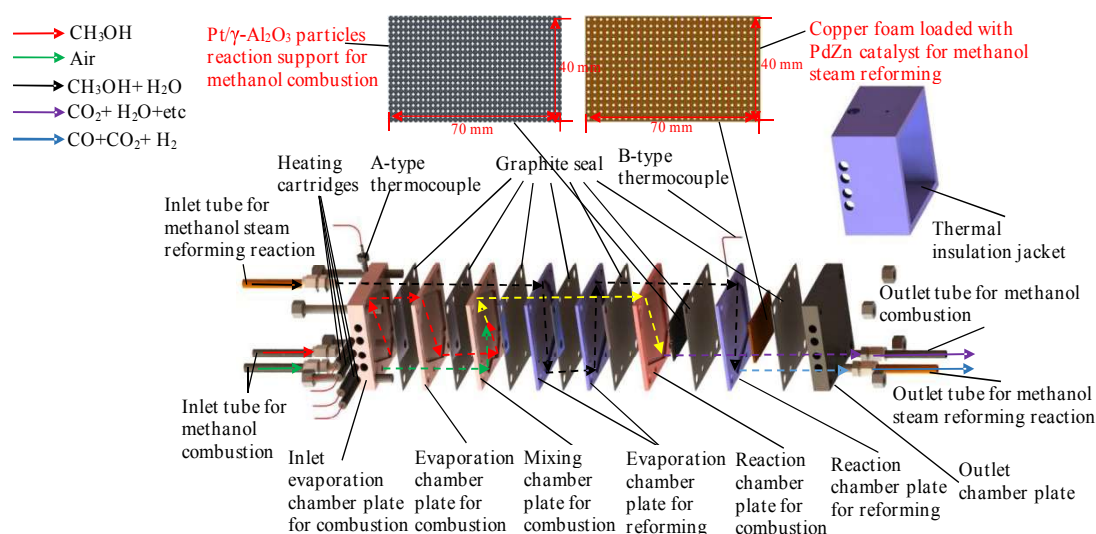 CH3OH
Air
CH3OH+ H2O
CO2+ H2O+etc
CO+CO2+ H2
Pt/γ-Al2O3 particles
reaction support for
methanol combustion
40 mm
70 mm
40 mm
70 mm
Copper foam loaded with
PdZn catalyst for methanol
steam reforming
Heating
cartridges
A-type
thermocouple
Graphite seal
B-type
thermocouple
Thermal
insulation jacket
Inlet tube for
methanol steam
reforming reaction
Outlet tube for methanol
combustion
Inlet tube for
methanol
combustion
Outlet tube for methanol
steam reforming reaction
Inlet
evaporation
chamber plate
for combustion
Evaporation
chamber
plate for
combustion
Mixing
chamber
plate for
combustion
Evaporation
chamber
plate for
reforming
Reaction
chamber
plate for
combustion
Reaction
chamber plate
for reforming
Outlet
chamber plate